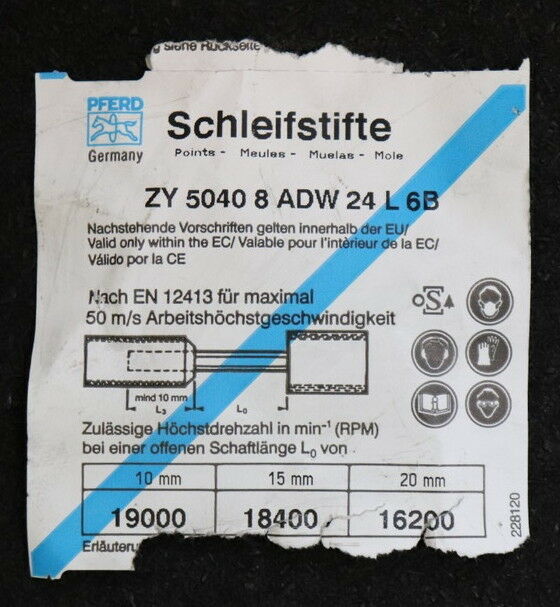 g siehe Rückseite
PFERD
Germany
Schleifstifte
Points - Meules - Muelas - Mole
ZY 5040 8 ADW 24 L 6B
Nachstehende Vorschriften gelten innerhalb der EU/
Valid only within the EC/ Valable pour l'intèrieur de la EC/
Válido por la CE
Nach EN 12413 für maximal
50 m/s Arbeitshöchstgeschwindigkeit
oSA
mind 10 mm
L₃ L₀
Zulässige Höchstdrehzahl in min⁻¹ (RPM)
bei einer offenen Schaftlänge L₀ von
10 mm 15 mm 20 mm
19000 18400 16200
228120